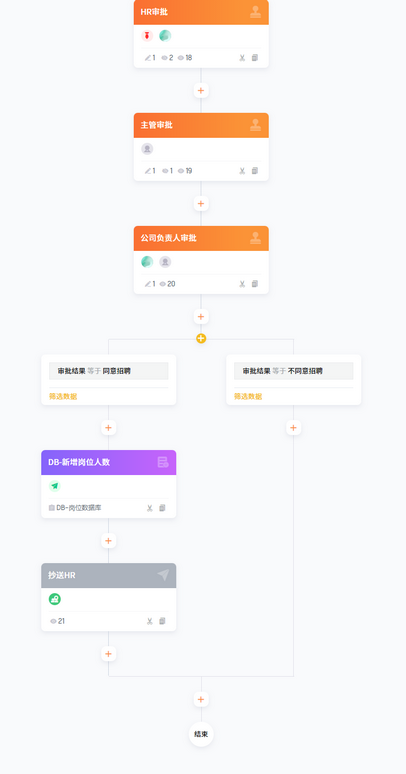 HR审批
1 2 18
主管审批
1 1 19
公司负责人审批
1 20
审批结果 等于 同意招聘
筛选数据
审批结果 等于 不同意招聘
筛选数据
DB-新增岗位人数
DB-岗位数据库
抄送HR
21
结束